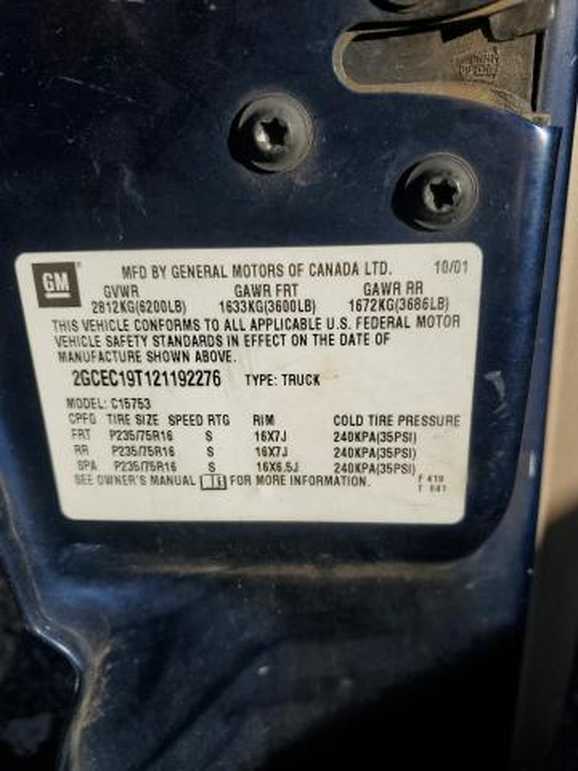 GM
MFD BY GENERAL MOTORS OF CANADA LTD. 10/01
GVWR GAWR FRT GAWR RR
2812KG(6200LB) 1633KG(3600LB) 1672KG(3686LB)
THIS VEHICLE CONFORMS TO ALL APPLICABLE U.S. FEDERAL MOTOR
VEHICLE SAFETY STANDARDS IN EFFECT ON THE DATE OF
MANUFACTURE SHOWN ABOVE.
2GCEC19T121192276 TYPE: TRUCK
MODEL: C15753
CPFG TIRE SIZE SPEED RTG RIM COLD TIRE PRESSURE
FRT P235/75R16 S 16X7J 240KPA(35PSI)
RR P235/75R16 S 16X7J 240KPA(35PSI)
SPA P235/75R16 S 16X6.5J 240KPA(35PSI)
SEE OWNER'S MANUAL FOR MORE INFORMATION.
F 419
T 041